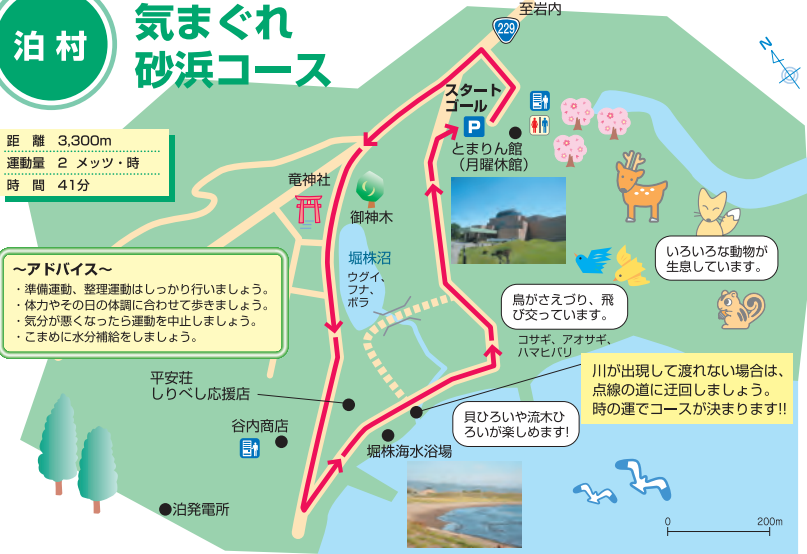 泊村
気まぐれ
砂浜コース
至岩内
229
N
距　離　3,300m
運動量　2 メッツ・時
時　間　41分
スタート
ゴール
P
とまりん館
（月曜休館）
竜神社
御神木
堀株沼
ウグイ、
フナ、
ボラ
いろいろな動物が
生息しています。
～アドバイス～
・準備運動、整理運動はしっかり行いましょう。
・体力やその日の体調に合わせて歩きましょう。
・気分が悪くなったら運動を中止しましょう。
・こまめに水分補給をしましょう。
鳥がさえづり、飛
び交っています。
コサギ、アオサギ、
ハマヒバリ
川が出現して渡れない場合は、
点線の道に迂回しましょう。
時の運でコースが決まります!!
平安荘
しりべし応援店
谷内商店
貝ひろいや流木ひ
ろいが楽しめます!
堀株海水浴場
泊発電所
0 200m